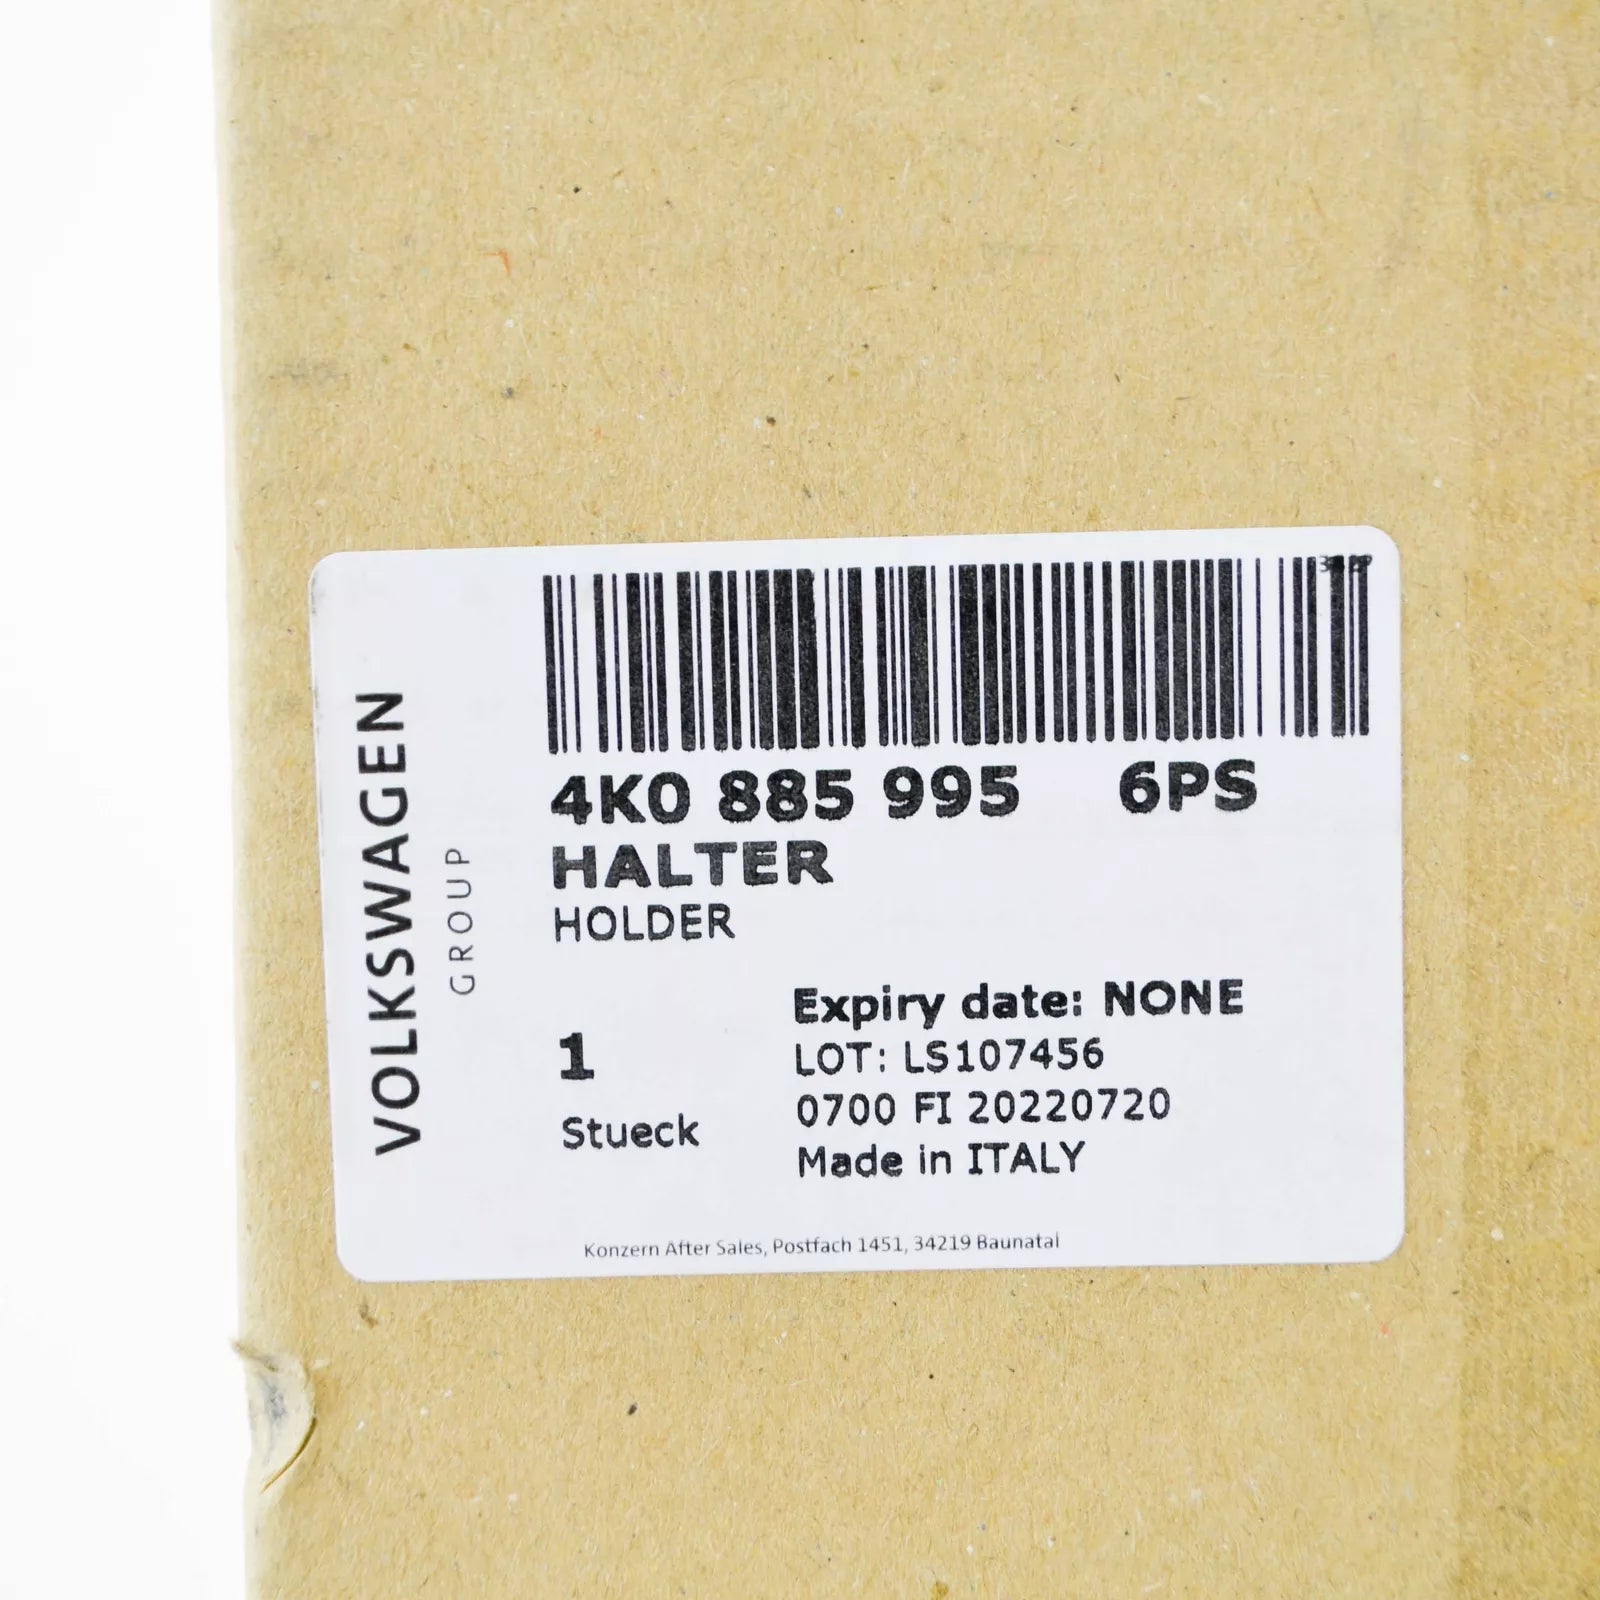 VOLKSWAGEN
GROUP
4K0 885 995 6PS
HALTER
HOLDER
1
Stueck
Expiry date: NONE
LOT: LS107456
0700 FI 20220720
Made in ITALY
Konzern After Sales, Postfach 1451, 34219 Baunatal